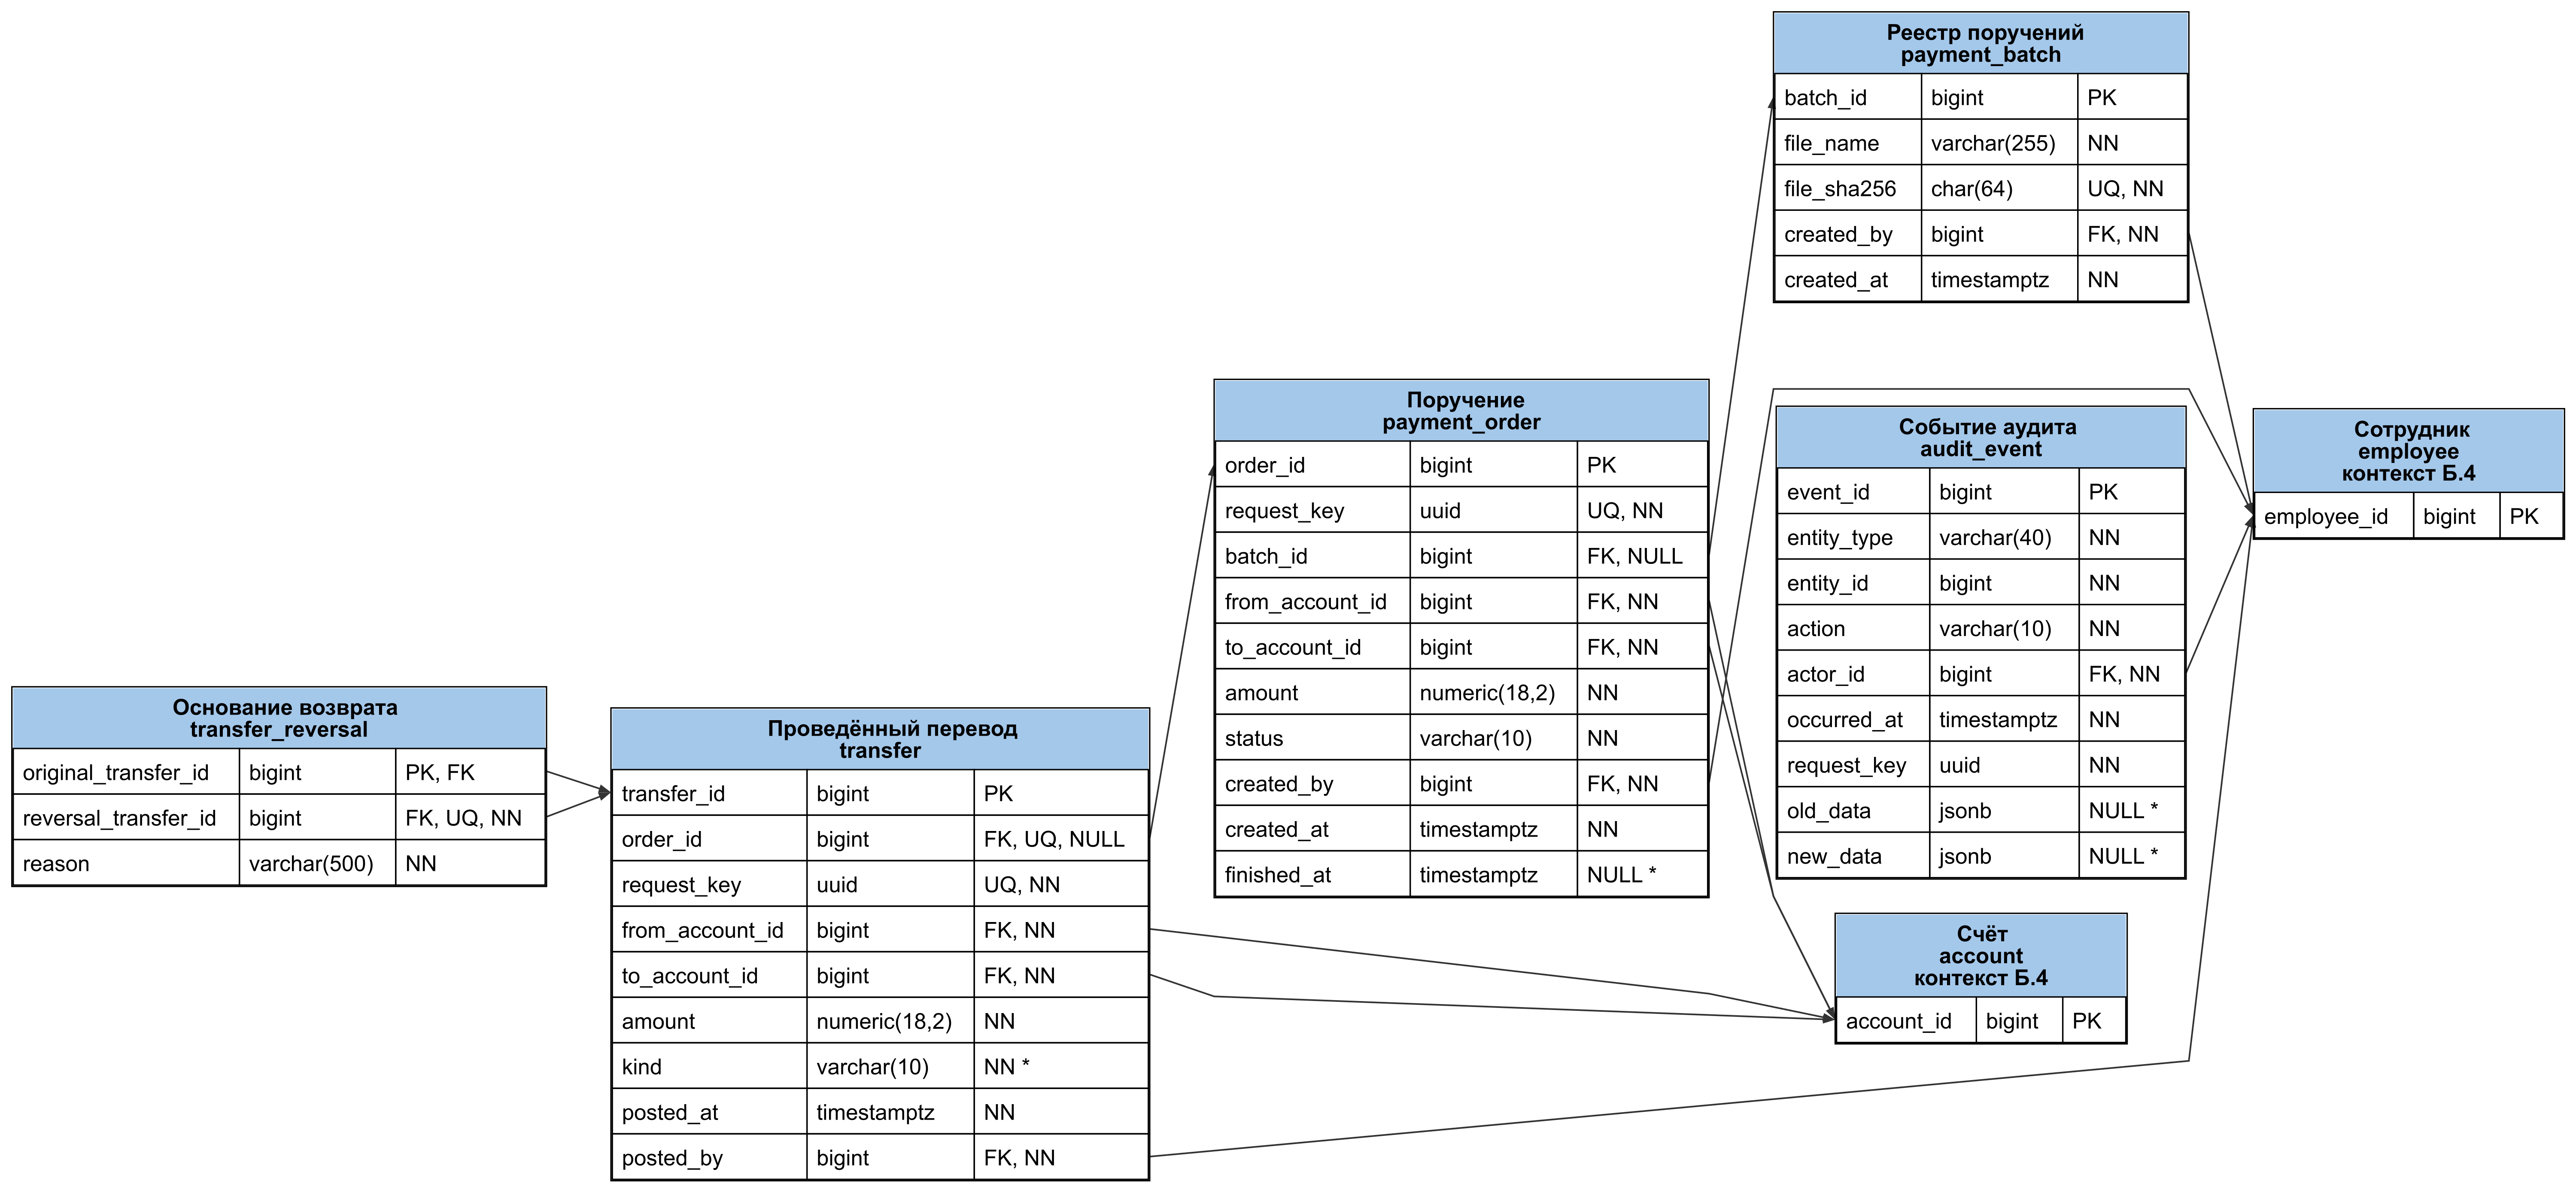 Реестр поручений
payment_batch
batch_id bigint PK
file_name varchar(255) NN
file_sha256 char(64) UQ, NN
created_by bigint FK, NN
created_at timestamptz NN
Поручение
payment_order
order_id bigint PK
request_key uuid UQ, NN
batch_id bigint FK, NULL
from_account_id bigint FK, NN
to_account_id bigint FK, NN
amount numeric(18,2) NN
status varchar(10) NN
created_by bigint FK, NN
created_at timestamptz NN
finished_at timestamptz NULL *
Событие аудита
audit_event
event_id bigint PK
entity_type varchar(40) NN
entity_id bigint NN
action varchar(10) NN
actor_id bigint FK, NN
occurred_at timestamptz NN
request_key uuid NN
old_data jsonb NULL *
new_data jsonb NULL *
Сотрудник
employee
контекст Б.4
employee_id bigint PK
Основание возврата
transfer_reversal
original_transfer_id bigint PK, FK
reversal_transfer_id bigint FK, UQ, NN
reason varchar(500) NN
Проведённый перевод
transfer
transfer_id bigint PK
order_id bigint FK, UQ, NULL
request_key uuid UQ, NN
from_account_id bigint FK, NN
to_account_id bigint FK, NN
amount numeric(18,2) NN
kind varchar(10) NN *
posted_at timestamptz NN
posted_by bigint FK, NN
Счёт
account
контекст Б.4
account_id bigint PK